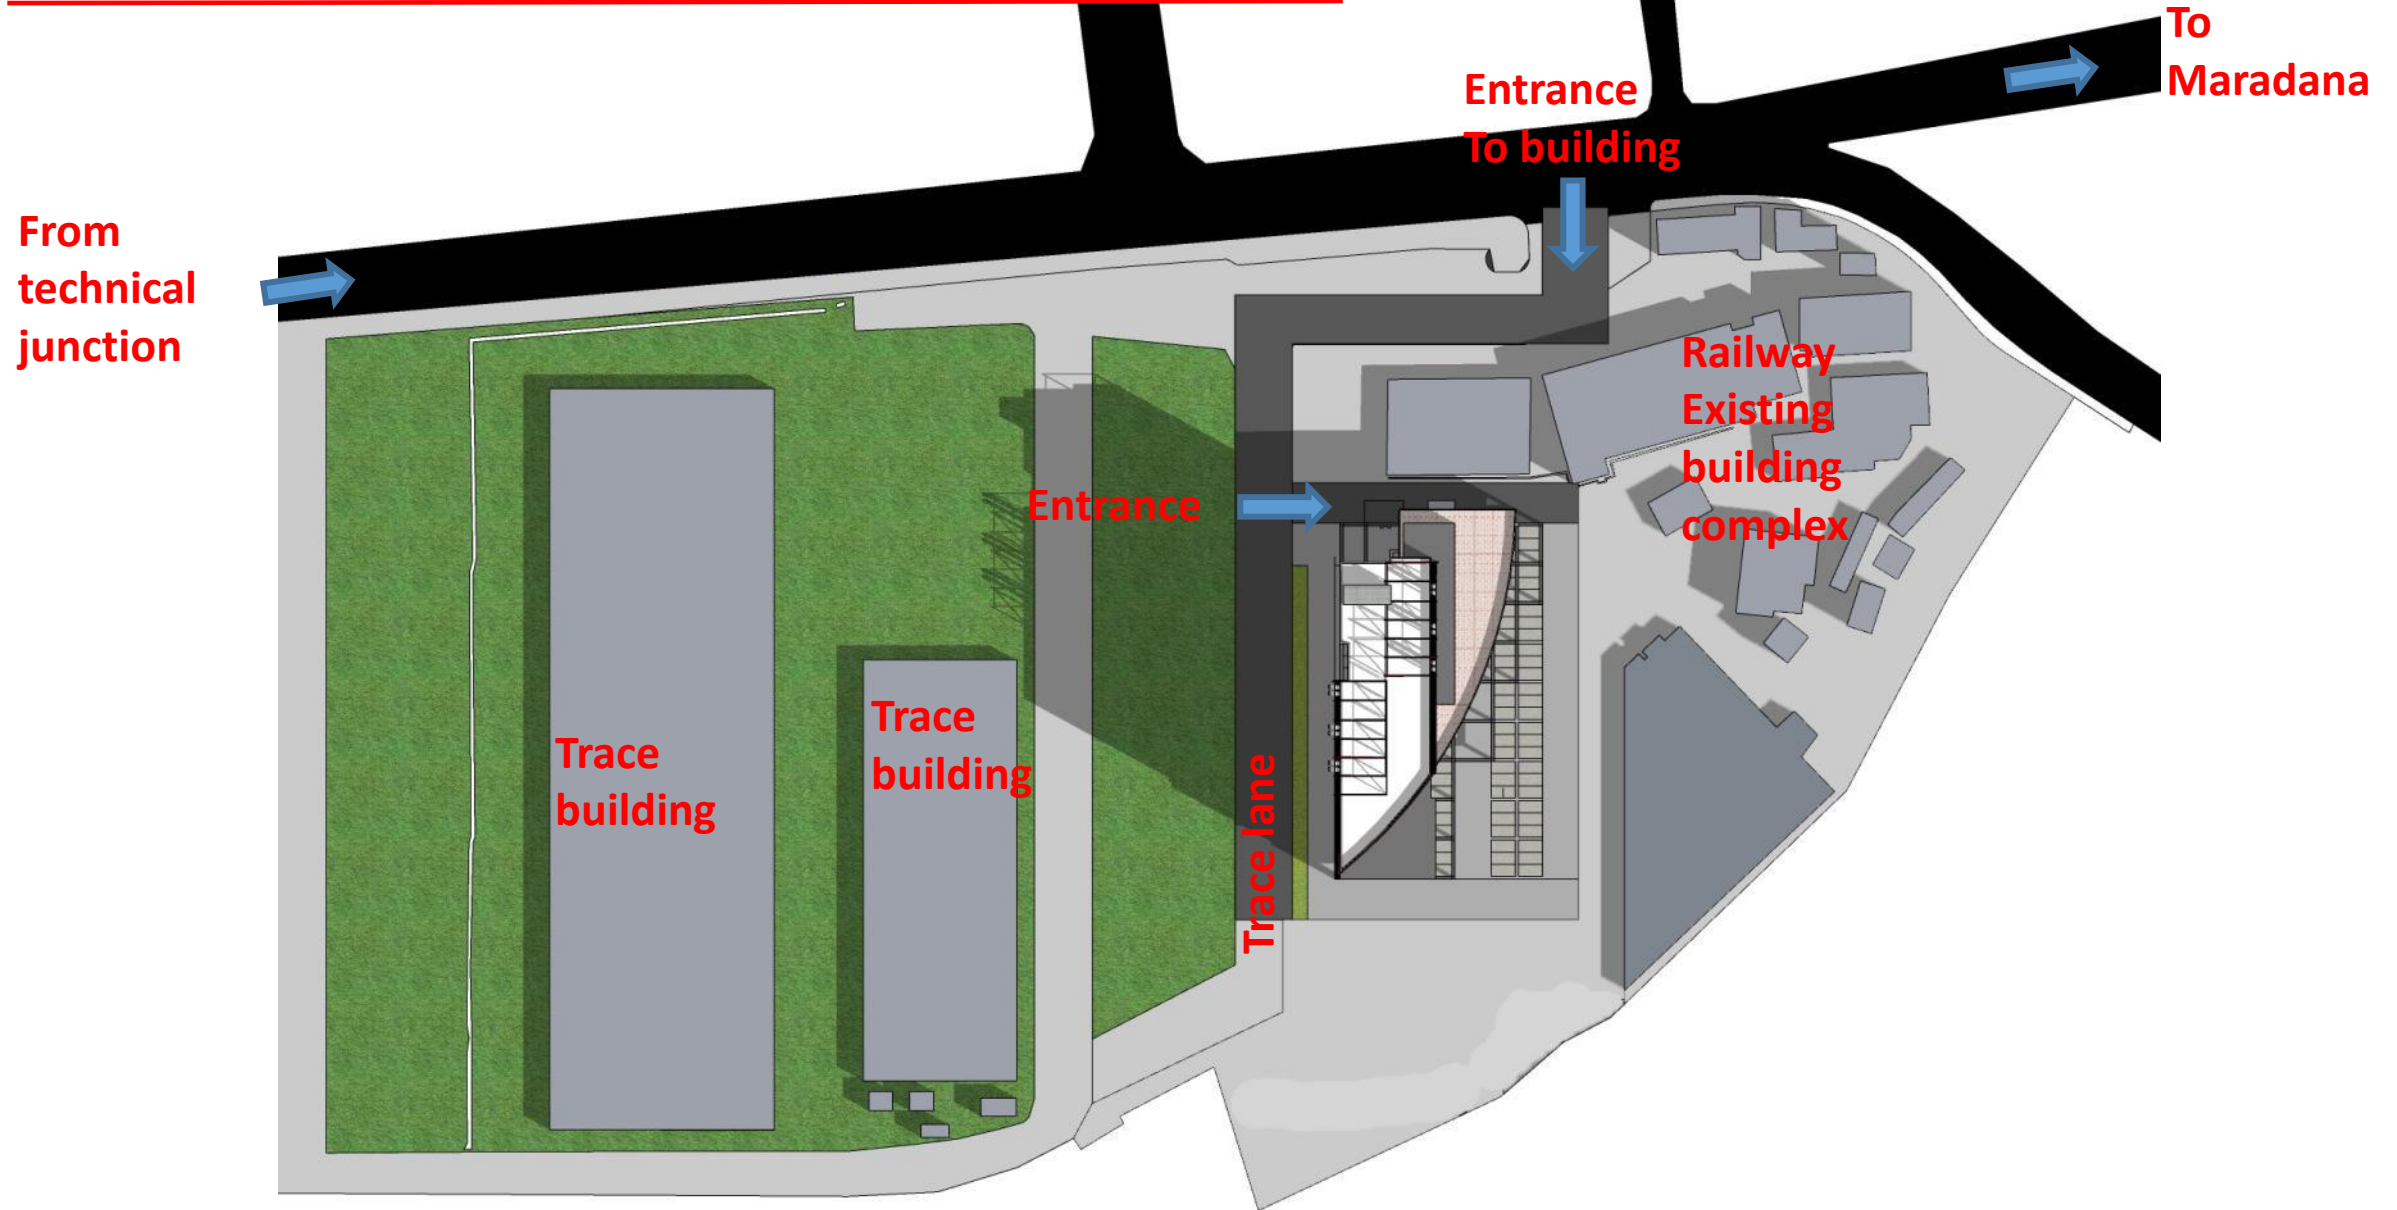 To
Maradana
Entrance
To building
From
technical
junction
Railway
Existing
building
complex
Entrance
Trace
building
Trace
building
Trace lane